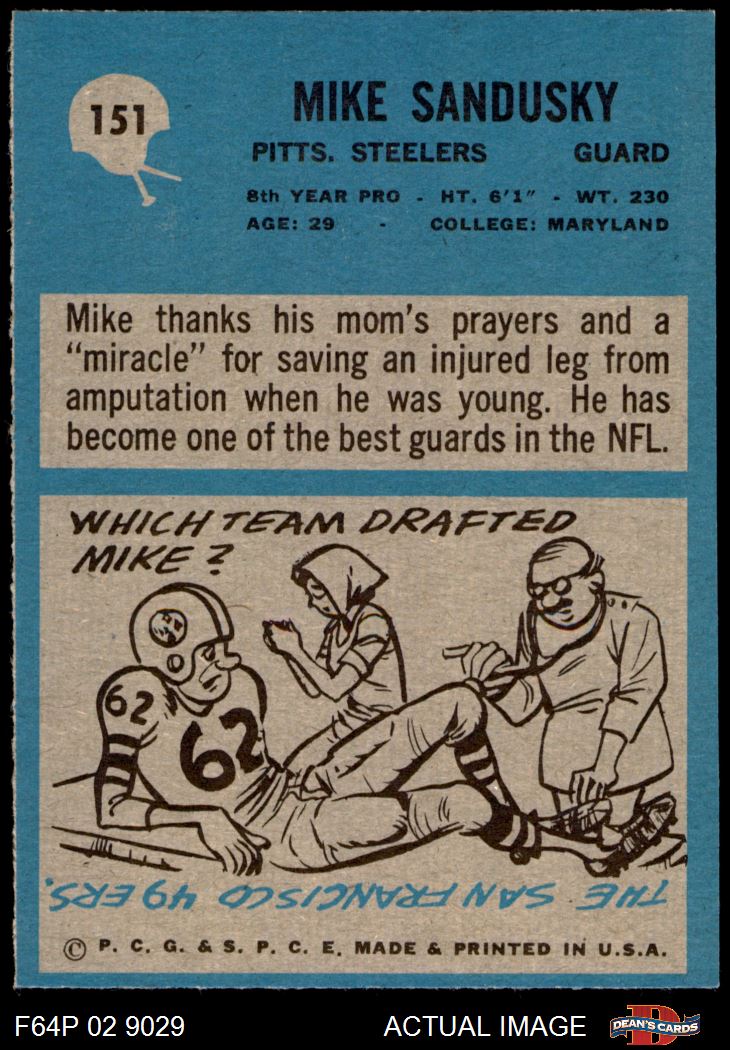 151
MIKE SANDUSKY
PITTS. STEELERS GUARD
8th YEAR PRO - HT. 6'1" - WT. 230
AGE: 29 - COLLEGE: MARYLAND
Mike thanks his mom's prayers and a
"miracle" for saving an injured leg from
amputation when he was young. He has
become one of the best guards in the NFL.
WHICH TEAM DRAFTED
MIKE?
62
62
THE SAN FRANCISCO 49ERS.
© P. C. G. & S. P. C. E. MADE & PRINTED IN U.S.A.
F64P 02 9029 ACTUAL IMAGE
D
DEAN'S CARDS